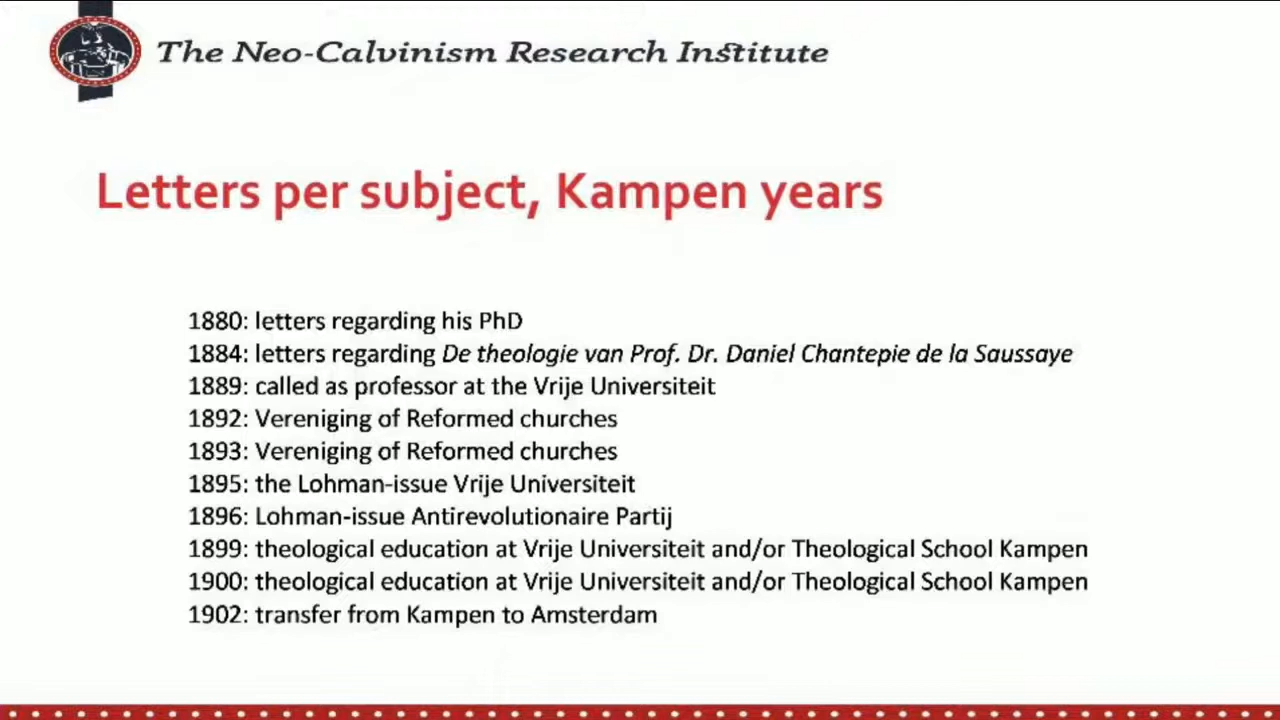 The Neo-Calvinism Research Institute
Letters per subject, Kampen years
1880: letters regarding his PhD
1884: letters regarding De theologie van Prof. Dr. Daniel Chantepie de la Saussaye
1889: called as professor at the Vrije Universiteit
1892: Vereniging of Reformed churches
1893: Vereniging of Reformed churches
1895: the Lohman-issue Vrije Universiteit
1896: Lohman-issue Antirevolutionaire Partij
1899: theological education at Vrije Universiteit and/or Theological School Kampen
1900: theological education at Vrije Universiteit and/or Theological School Kampen
1902: transfer from Kampen to Amsterdam